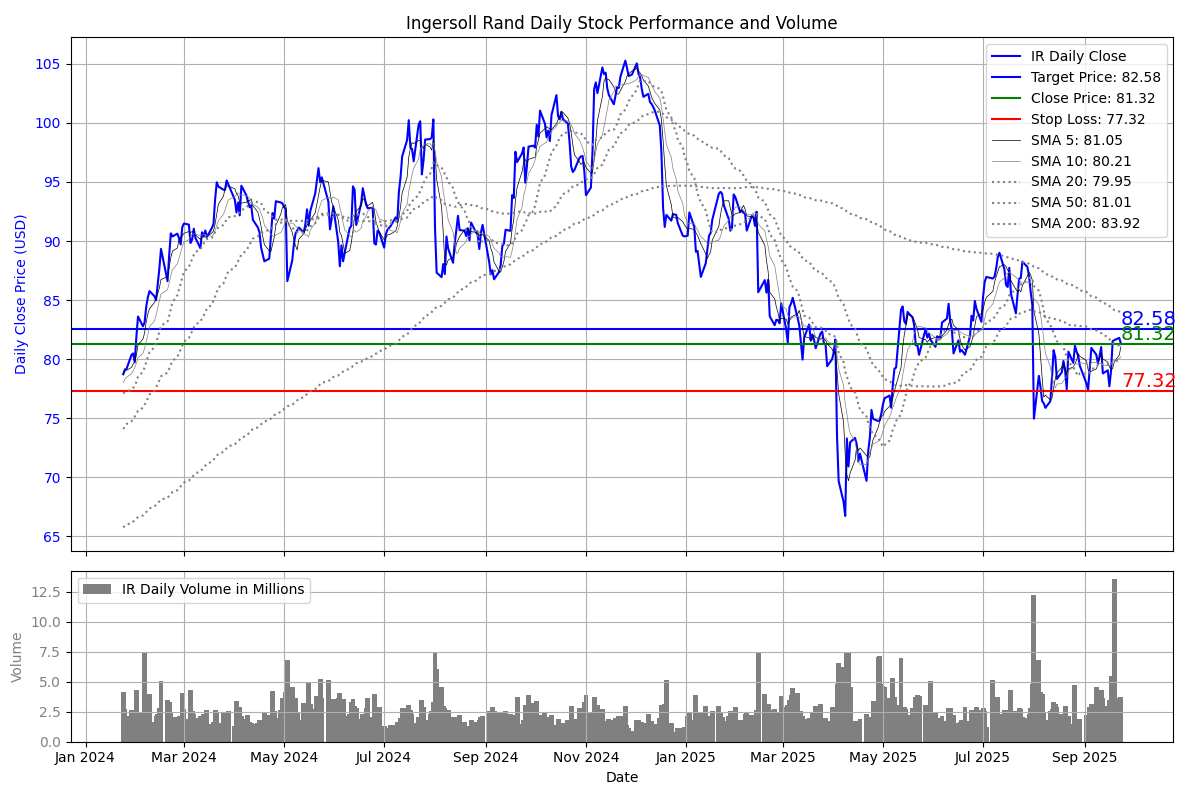 Ingersoll Rand Daily Stock Performance and Volume
Daily Close Price (USD)
105
100
95
90
85
80
75
70
65
IR Daily Close
Target Price: 82.58
Close Price: 81.32
Stop Loss: 77.32
SMA 5: 81.05
SMA 10: 80.21
SMA 20: 79.95
SMA 50: 81.01
SMA 200: 83.92
82.58
81.32
77.32
Volume
12.5
10.0
7.5
5.0
2.5
0.0
IR Daily Volume in Millions
Jan 2024 Mar 2024 May 2024 Jul 2024 Sep 2024 Nov 2024 Jan 2025 Mar 2025 May 2025 Jul 2025 Sep 2025
Date